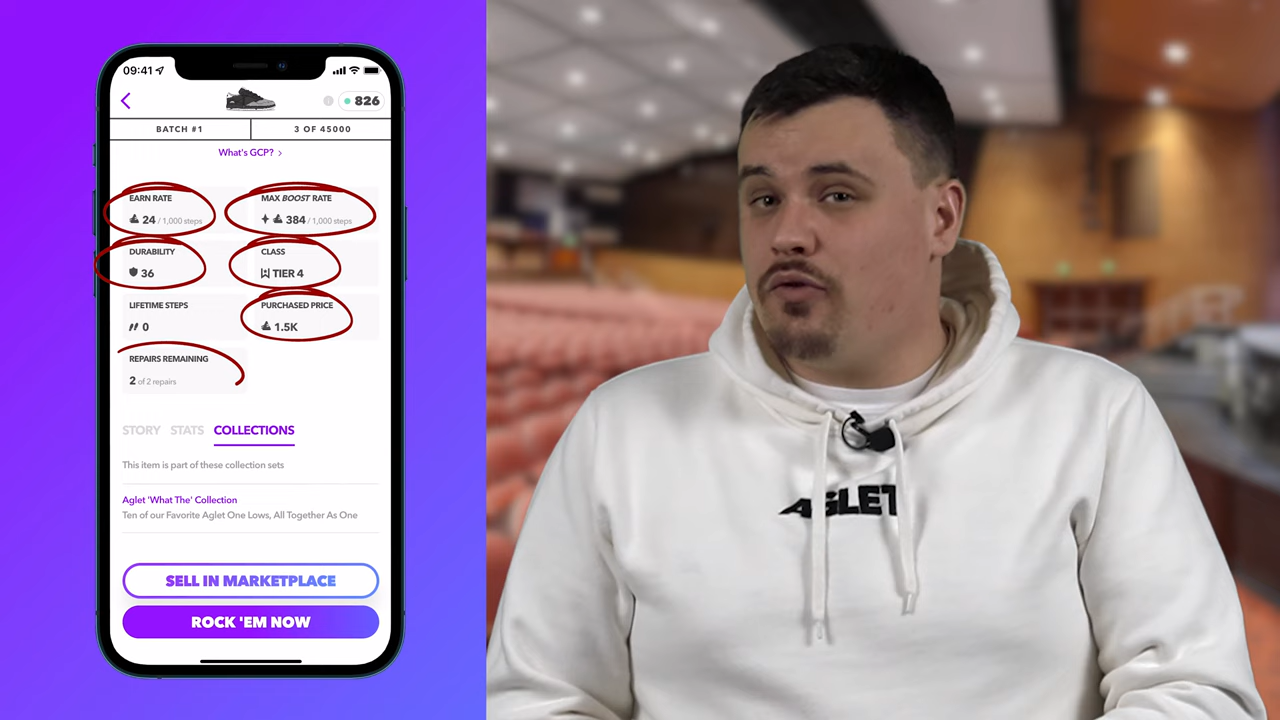 09:41
826
BATCH #1
3 OF 45000
What's GCP? >
EARN RATE
24 / 1,000 steps
MAX BOOST RATE
384 / 1,000 steps
DURABILITY
36
CLASS
TIER 4
LIFETIME STEPS
0
PURCHASED PRICE
1.5K
REPAIRS REMAINING
2 of 2 repairs
STORY STATS COLLECTIONS
This item is part of these collection sets
Aglet 'What The' Collection
Ten of our Favorite Aglet One Lows, All Together As One
SELL IN MARKETPLACE
ROCK 'EM NOW
AGLET